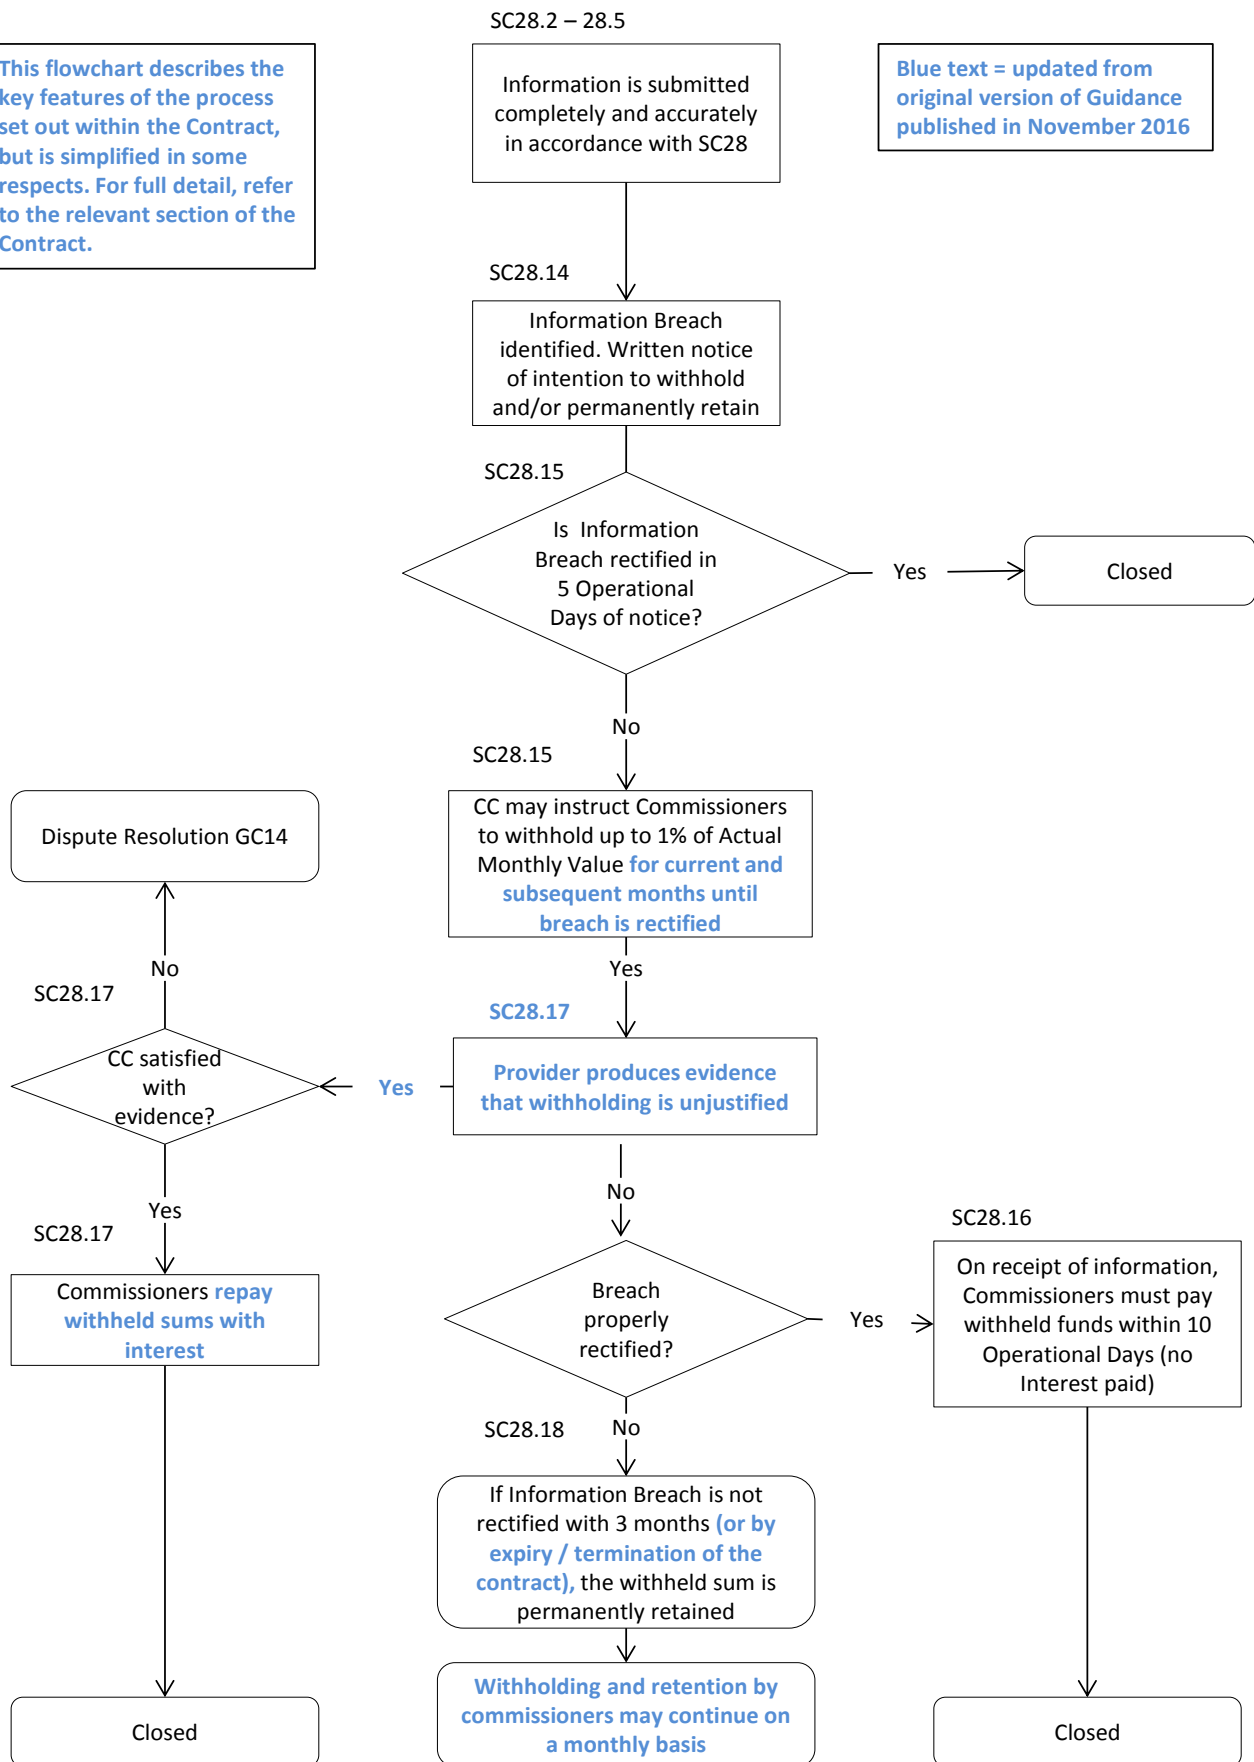 SC28.2 – 28.5
This flowchart describes the
key features of the process
set out within the Contract,
but is simplified in some
respects. For full detail, refer
to the relevant section of the
Contract.
Information is submitted
completely and accurately
in accordance with SC28
Blue text = updated from
original version of Guidance
published in November 2016
SC28.14
Information Breach
identified. Written notice
of intention to withhold
and/or permanently retain
SC28.15
Is Information
Breach rectified in
5 Operational
Days of notice?
Yes
Closed
No
SC28.15
CC may instruct Commissioners
to withhold up to 1% of Actual
Monthly Value for current and
subsequent months until
breach is rectified
Dispute Resolution GC14
No
Yes
SC28.17
SC28.17
Provider produces evidence
that withholding is unjustified
Yes
CC satisfied
with
evidence?
Yes
SC28.17
Commissioners repay
withheld sums with
interest
No
Breach
properly
rectified?
Yes
SC28.16
On receipt of information,
Commissioners must pay
withheld funds within 10
Operational Days (no
Interest paid)
No
SC28.18
If Information Breach is not
rectified with 3 months (or by
expiry / termination of the
contract), the withheld sum is
permanently retained
Withholding and retention by
commissioners may continue on
a monthly basis
Closed
Closed